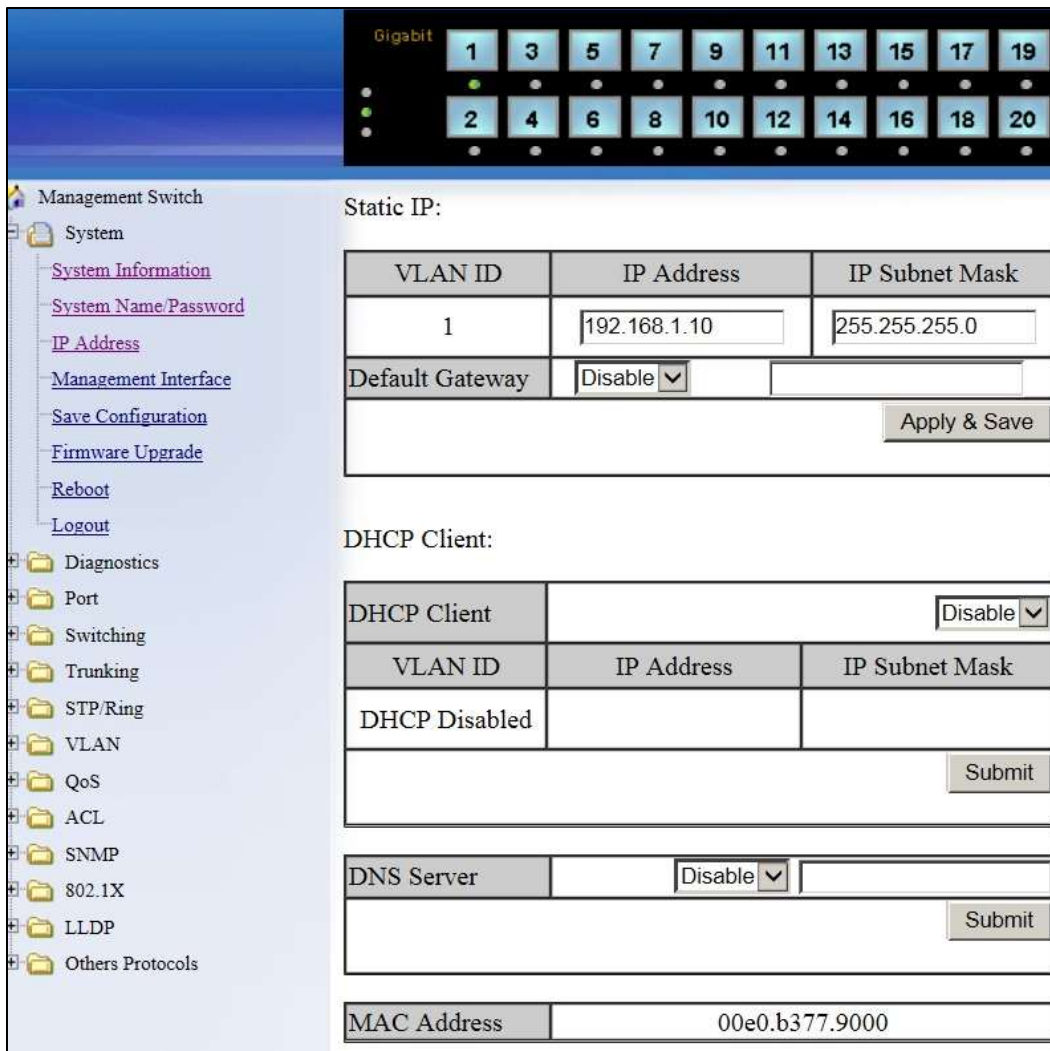 Gigabit
1 3 5 7 9 11 13 15 17 19
2 4 6 8 10 12 14 16 18 20
Management Switch
System
System Information
System Name/Password
IP Address
Management Interface
Save Configuration
Firmware Upgrade
Reboot
Logout
Diagnostics
Port
Switching
Trunking
STP/Ring
VLAN
QoS
ACL
SNMP
802.1X
LLDP
Others Protocols
Static IP:
VLAN ID IP Address IP Subnet Mask
1 192.168.1.10 255.255.255.0
Default Gateway Disable
Apply & Save
DHCP Client:
DHCP Client Disable
VLAN ID IP Address IP Subnet Mask
DHCP Disabled
Submit
DNS Server Disable
Submit
MAC Address 00e0.b377.9000